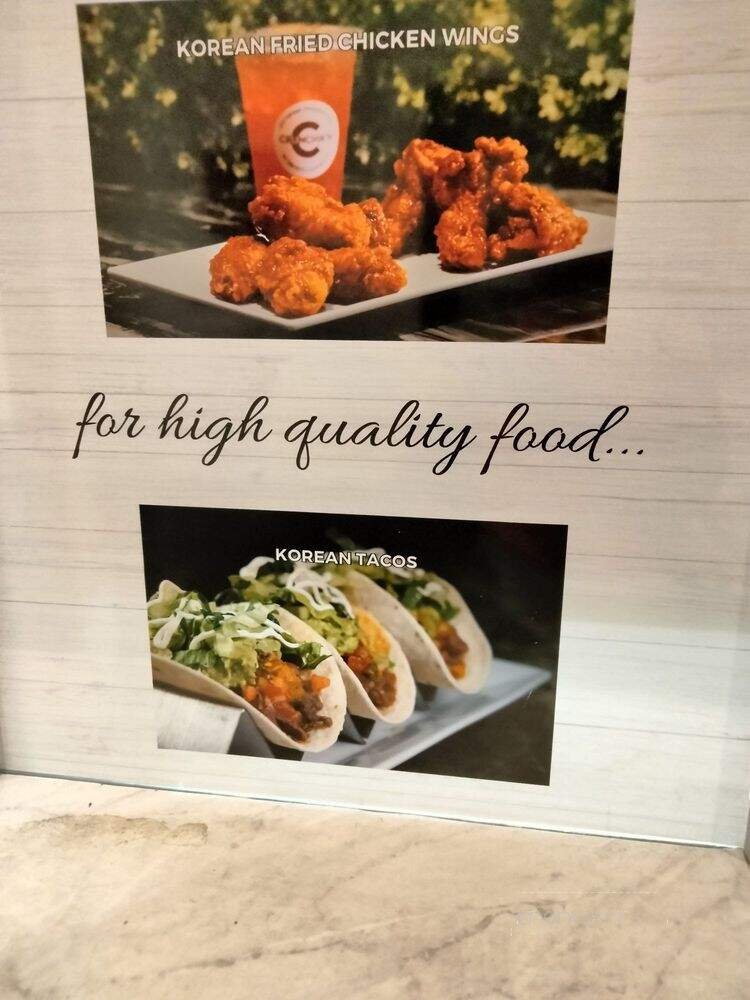 KOREAN FRIED CHICKEN WINGS
C
for high quality food...
KOREAN TACOS